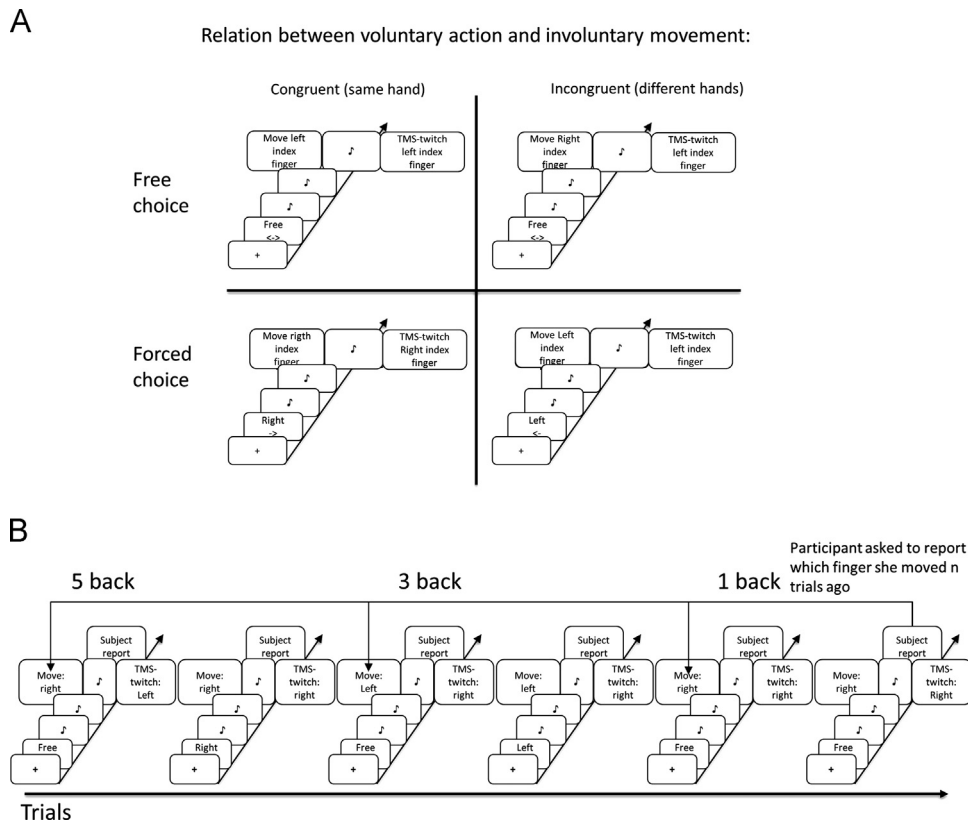 A
Relation between voluntary action and involuntary movement:
Congruent (same hand)
Incongruent (different hands)
Free
choice
Move left
index
finger
♪
TMS-twitch
left index
finger
♪
♪
Free
<->
+
Move Right
index
finger
♪
TMS-twitch
left index
finger
♪
♪
Free
<->
+
Forced
choice
Move rigth
index
finger
♪
TMS-twitch
Right index
finger
♪
♪
Right
->
+
Move Left
index
finger
♪
TMS-twitch
left index
finger
♪
♪
Left
<-
+
B
Participant asked to report
which finger she moved n
trials ago
5 back
3 back
1 back
Subject
report
Move:
right
♪
TMS-
twitch:
Left
♪
♪
Free
+
Subject
report
Move:
right
♪
TMS-
twitch:
right
♪
♪
Right
+
Subject
report
Move:
Left
♪
TMS-
twitch:
right
♪
♪
Free
+
Subject
report
Move:
left
♪
TMS-
twitch:
right
♪
♪
Left
+
Subject
report
Move:
right
♪
TMS-
twitch:
right
♪
♪
Free
+
Subject
report
Move:
right
♪
TMS-
twitch:
Right
♪
♪
Free
+
Trials